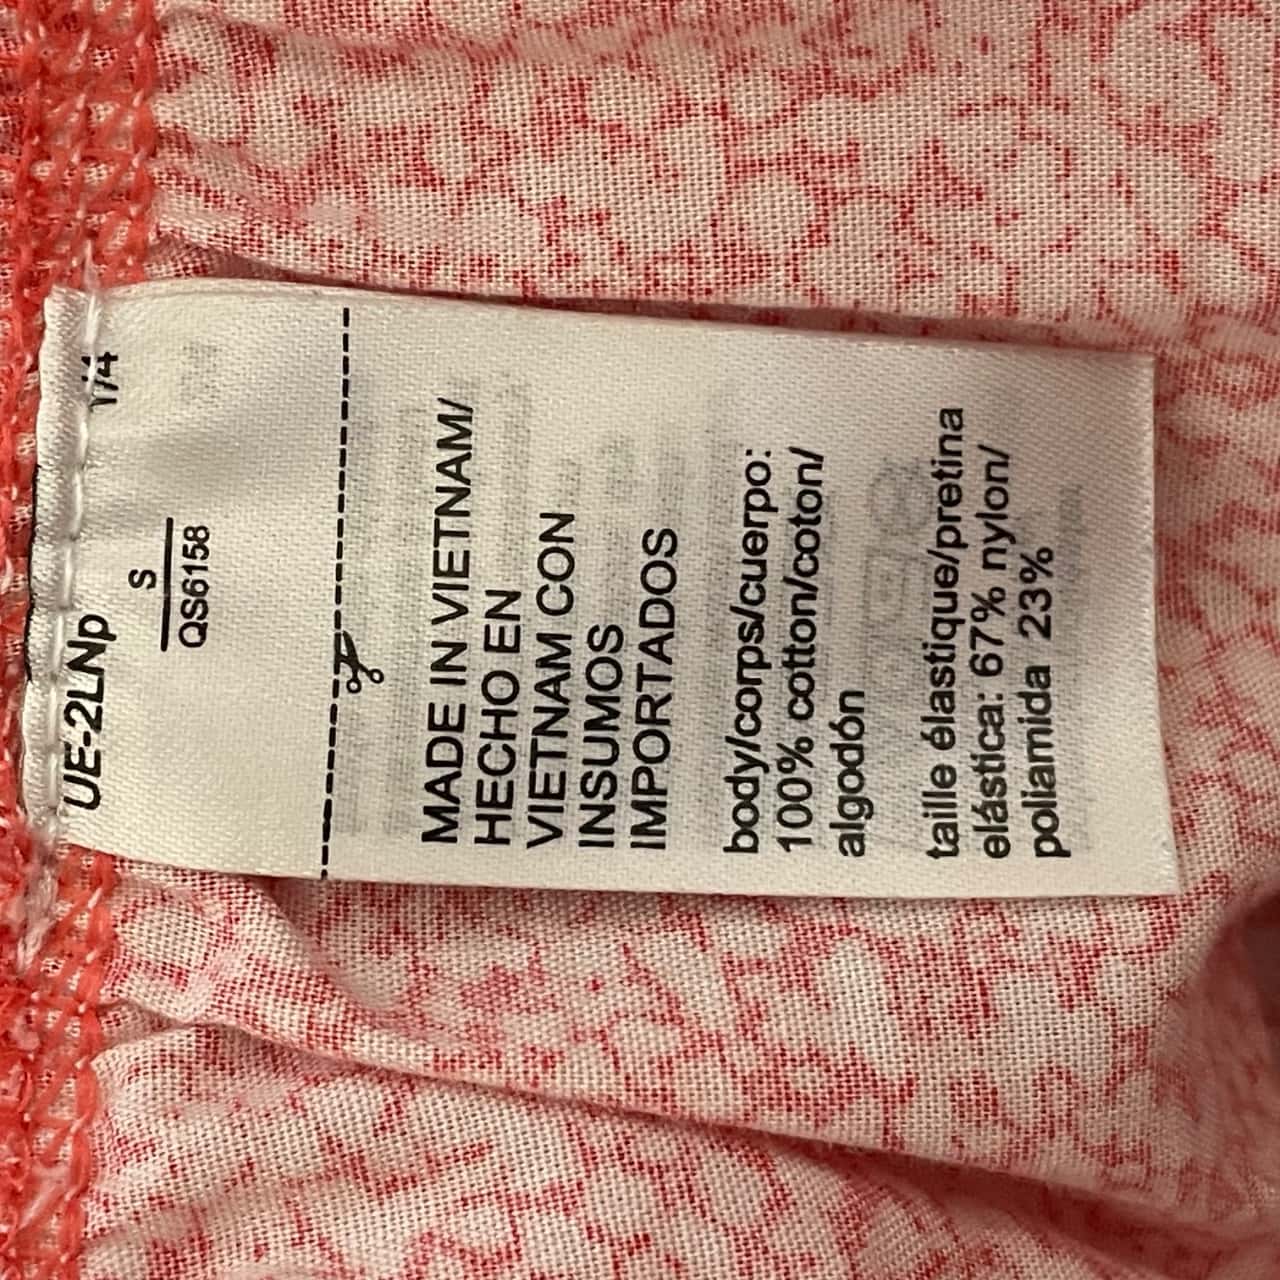 UE-2LNp 1/4
S
QS6158
MADE IN VIETNAM/
HECHO EN
VIETNAM CON
INSUMOS
IMPORTADOS
body/corps/cuerpo:
100% cotton/coton/
algodón
taille élastique/pretina
elástica: 67% nylon/
poliamida 23%